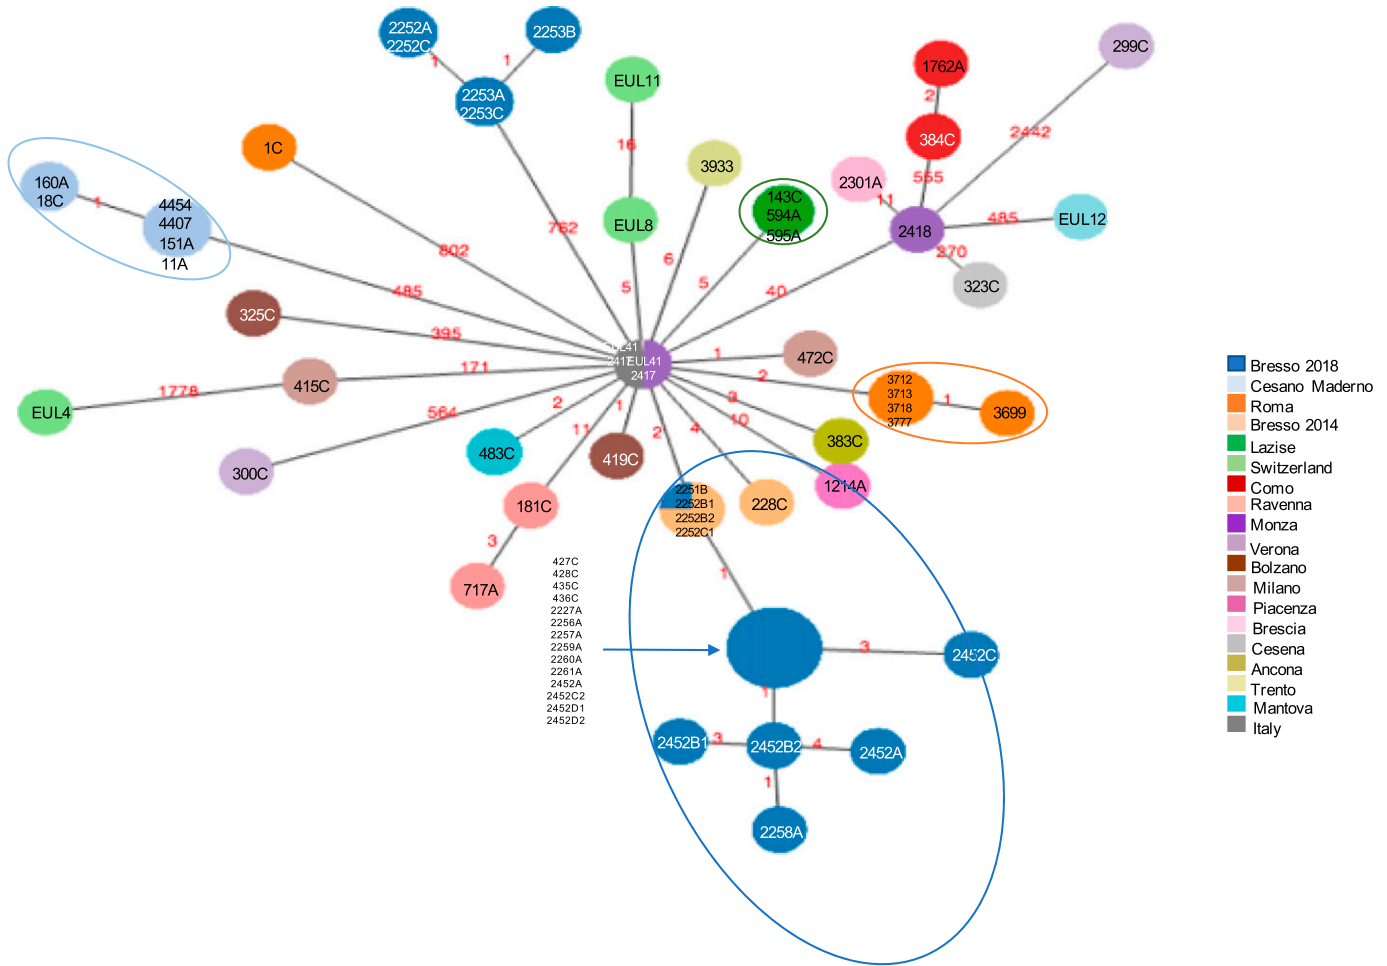 2252A
2252C
1
2253B
1
2253A
2253C
EUL11
16
EUL8
5
762
1C
802
160A
18C
1
4454
4407
151A
11A
485
325C
395
EUL4
1778
415C
171
300C
564
483C
2
181C
11
717A
3
419C
1
3933
6
143C
594A
595A
5
1762A
2
384C
555
299C
2442
2301A
11
2418
485
EUL12
270
323C
40
EUL41
2417
EUL41
2417
472C
1
2
3712
3713
3718
3777
1
3699
3
383C
10
1214A
4
228C
2
2251B
2252B1
2252B2
2252C1
1
427C
428C
435C
436C
2227A
2256A
2257A
2259A
2260A
2261A
2452A
2452C2
2452D1
2452D2
3
2452C
1
2452B1
3
2452B2
4
2452A
1
2258A
Bresso 2018
Cesano Maderno
Roma
Bresso 2014
Lazise
Switzerland
Como
Ravenna
Monza
Verona
Bolzano
Milano
Piacenza
Brescia
Cesena
Ancona
Trento
Mantova
Italy